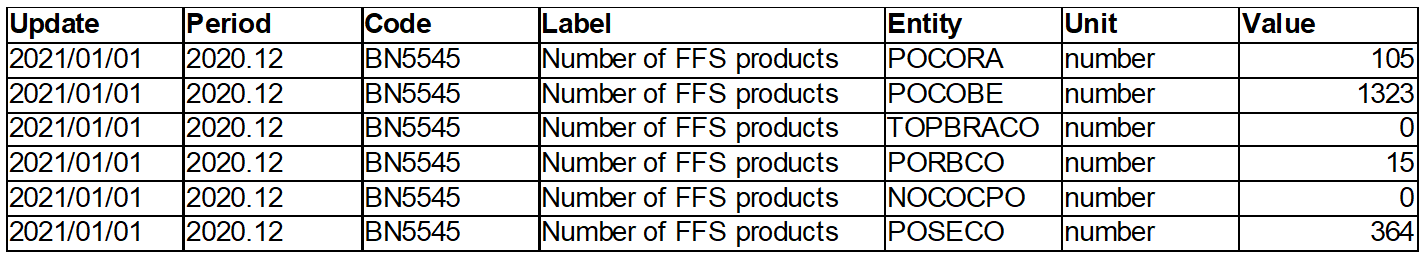 Update Period Code Label Entity Unit Value
2021/01/01 2020.12 BN5545 Number of FFS products POCORA number 105
2021/01/01 2020.12 BN5545 Number of FFS products POCOBE number 1323
2021/01/01 2020.12 BN5545 Number of FFS products TOPBRACO number 0
2021/01/01 2020.12 BN5545 Number of FFS products PORBCO number 15
2021/01/01 2020.12 BN5545 Number of FFS products NOCOCPO number 0
2021/01/01 2020.12 BN5545 Number of FFS products POSECO number 364